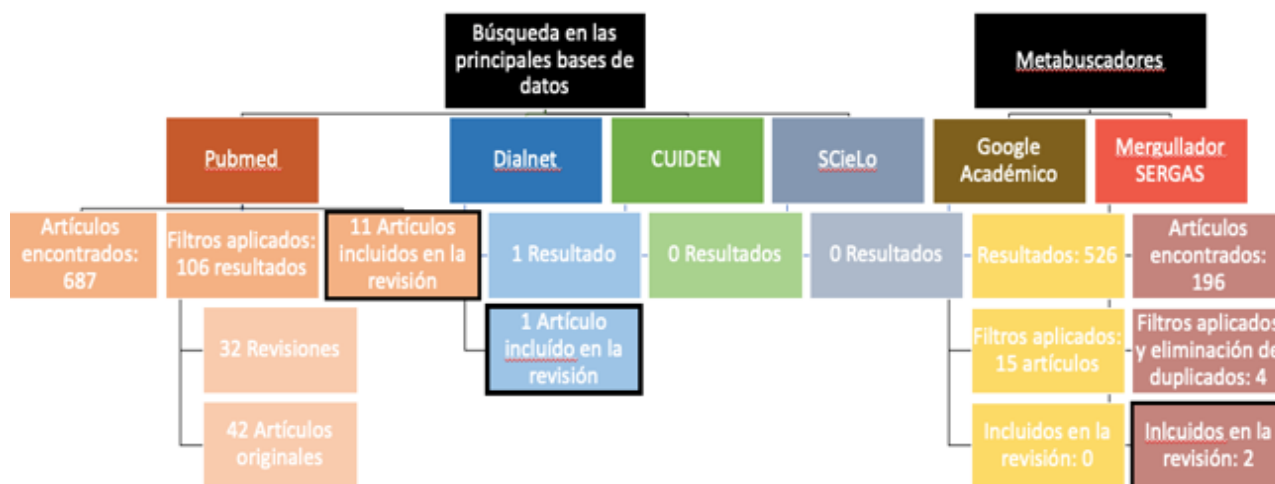 Búsqueda en las
principales bases de
datos
Metabuscadores
Pubmed
Dialnet
CUIDEN
SCieLo
Google
Académico
Mergullador
SERGAS
Artículos
encontrados:
687
Filtros aplicados:
106 resultados
11 Artículos
incluidos en la
revisión
1 Resultado
0 Resultados
0 Resultados
Resultados: 526
Artículos
encontrados:
196
32 Revisiones
1 Artículo
incluído en la
revisión
Filtros aplicados:
15 artículos
Filtros aplicados
y eliminación de
duplicados: 4
42 Artículos
originales
Incluidos en la
revisión: 0
Inlcuidos en la
revisión: 2